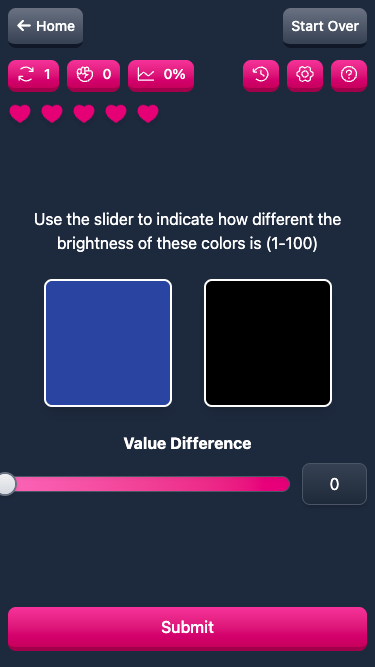 Home
Start Over
1
0
0%
Use the slider to indicate how different the
brightness of these colors is (1-100)
Value Difference
0
Submit